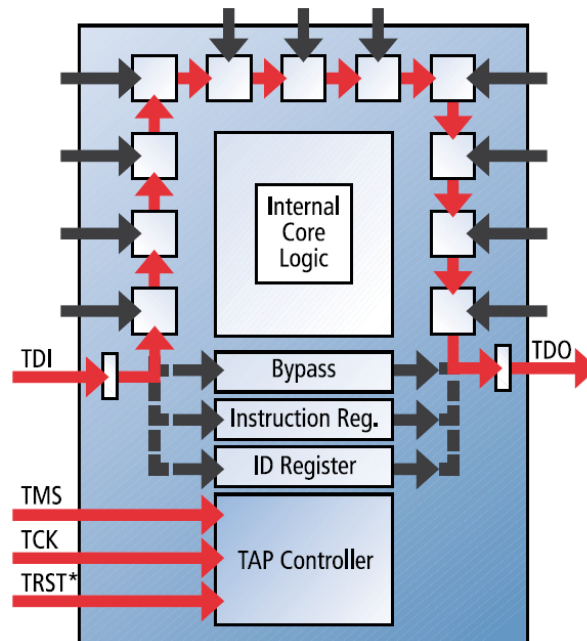 Internal
Core
Logic
TDI
TDO
Bypass
Instruction Reg.
ID Register
TMS
TCK
TAP Controller
TRST*